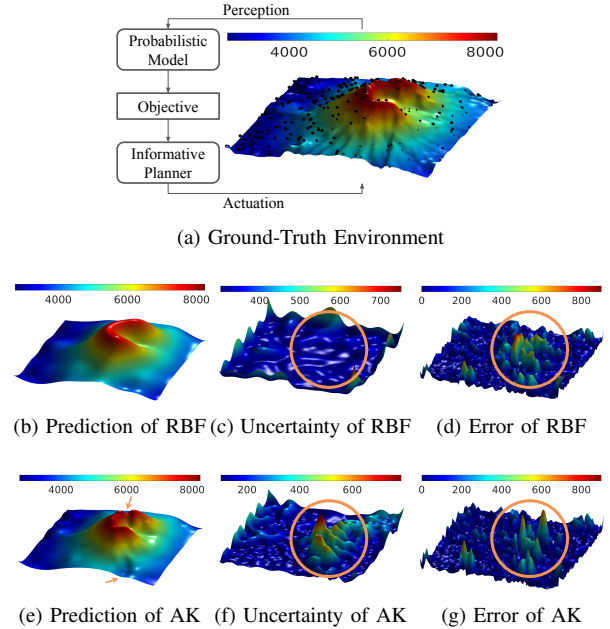 Perception
Probabilistic
Model
4000 6000 8000
Objective
Informative
Planner
Actuation
(a) Ground-Truth Environment
4000 6000 8000
400 500 600 700
0 200 400 600 800
(b) Prediction of RBF
(c) Uncertainty of RBF
(d) Error of RBF
4000 6000 8000
200 400 600
0 200 400 600 800
(e) Prediction of AK
(f) Uncertainty of AK
(g) Error of AK